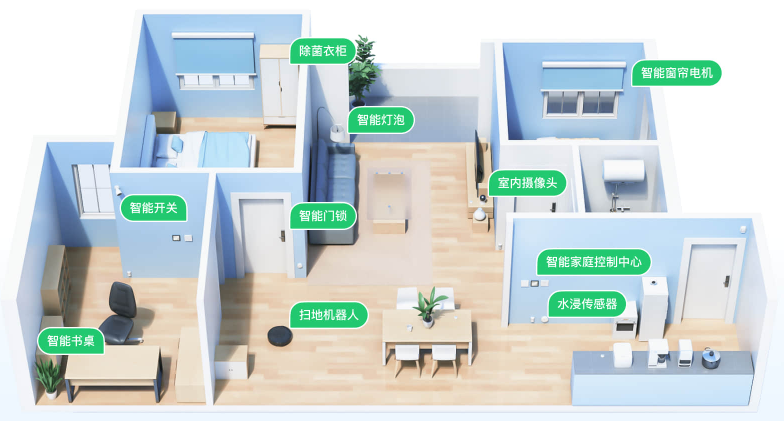 除菌衣柜
智能窗帘电机
智能灯泡
室内摄像头
智能开关
智能门锁
智能家庭控制中心
水浸传感器
扫地机器人
智能书桌